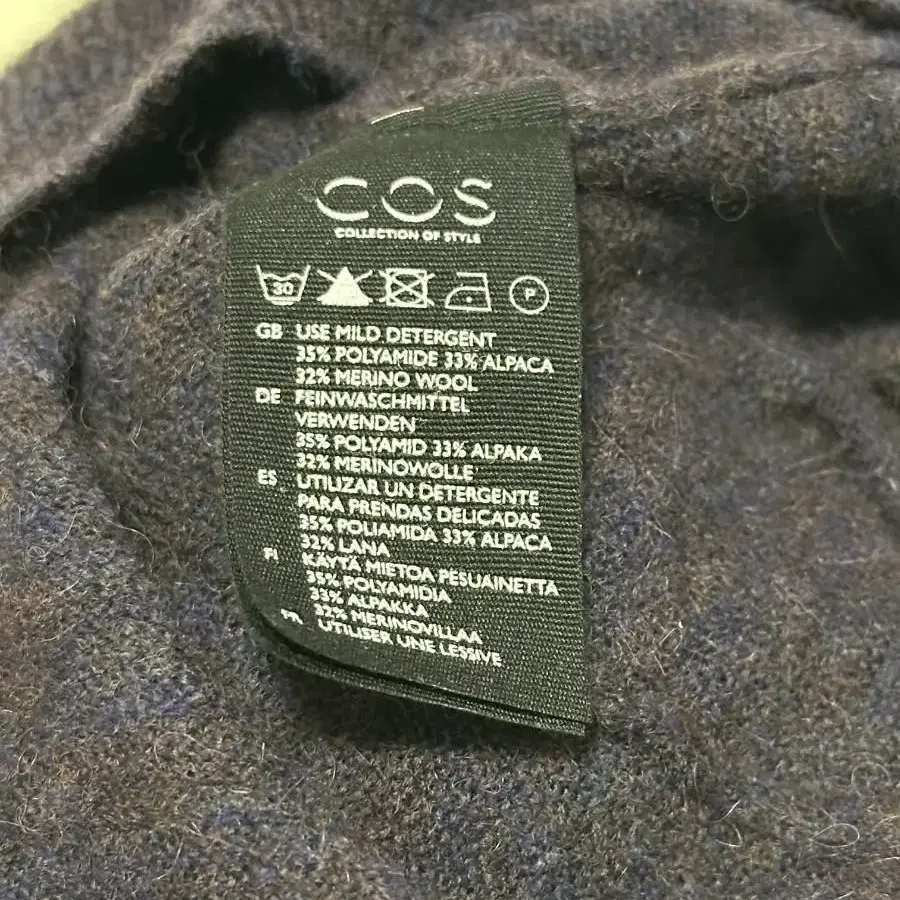 COS
COLLECTION OF STYLE
30 P
GB USE MILD DETERGENT
35% POLYAMIDE 33% ALPACA
32% MERINO WOOL
DE FEINWASCHMITTEL
VERWENDEN
35% POLYAMID 33% ALPAKA
32% MERINOWOLLE
ES UTILIZAR UN DETERGENTE
PARA PRENDAS DELICADAS
35% POLIAMIDA 33% ALPACA
32% LANA
FI KÄYTÄ MIETOA PESUAINETTA
35% POLYAMIDIA
33% ALPAKKA
32% MERINOVILLAA
FR UTILISER UNE LESSIVE